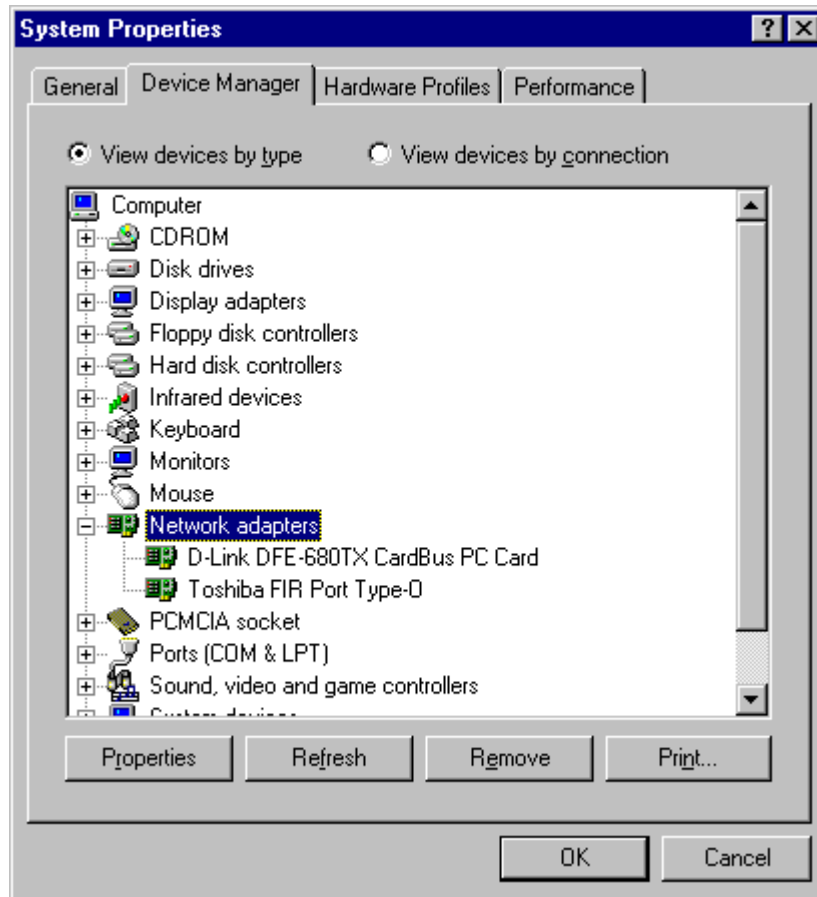 System Properties
General Device Manager Hardware Profiles Performance
View devices by type View devices by connection
Computer
CDROM
Disk drives
Display adapters
Floppy disk controllers
Hard disk controllers
Infrared devices
Keyboard
Monitors
Mouse
Network adapters
D-Link DFE-680TX CardBus PC Card
Toshiba FIR Port Type-O
PCMCIA socket
Ports (COM & LPT)
Sound, video and game controllers
System devices
Properties Refresh Remove Print...
OK Cancel